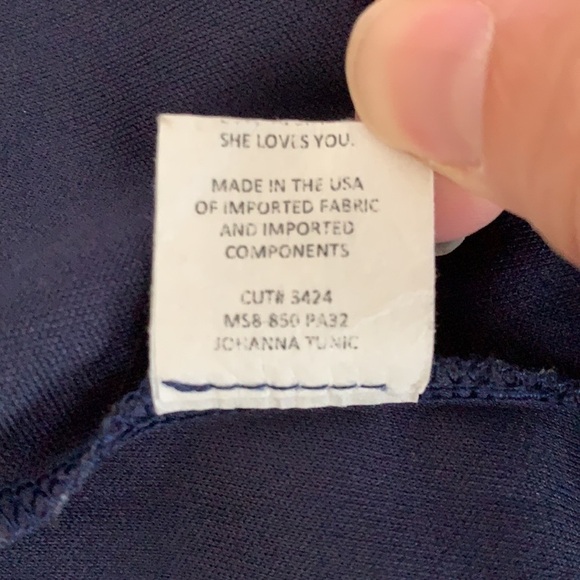 SHE LOVES YOU.
MADE IN THE USA
OF IMPORTED FABRIC
AND IMPORTED
COMPONENTS
CUT# 3424
MS8-850 PA32
JOHANNA TUNIC